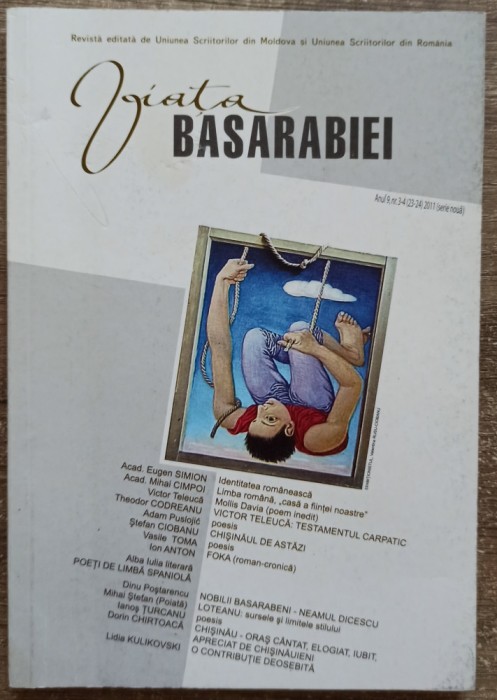 Revistă editată de Uniunea Scriitorilor din Moldova si Uniunea Scriitorilor din România
Viața
BASARABIEI
Anul 9, nr. 3-4 (23-24) 2011 (serie nouă)
Acad. Eugen SIMION Identitatea românească
Acad. Mihai CIMPOI Limba română, „casă a ființei noastre"
Victor Teleucă Mollis Davia (poem inedit)
Theodor CODREANU VICTOR TELEUCĂ: TESTAMENTUL CARPATIC
Adam Puslojić poesis
Ștefan CIOBANU CHIȘINĂUL DE ASTĂZI
Vasile TOMA poesis
Ion ANTON FOKA (roman-cronică)
Alba Iulia literară
POEȚI DE LIMBĂ SPANIOLĂ
Dinu Poștarencu NOBILII BASARABENI - NEAMUL DICESCU
Mihai Ștefan (Poiată) LOTEANU: sursele și limitele stilului
Ianoș ȚURCANU poesis
Dorin CHIRTOACĂ CHIȘINĂU - ORAȘ CÂNTAT, ELOGIAT, IUBIT,
APRECIAT DE CHIȘINĂUIENI
Lidia KULIKOVSKI O CONTRIBUȚIE DEOSEBITĂ